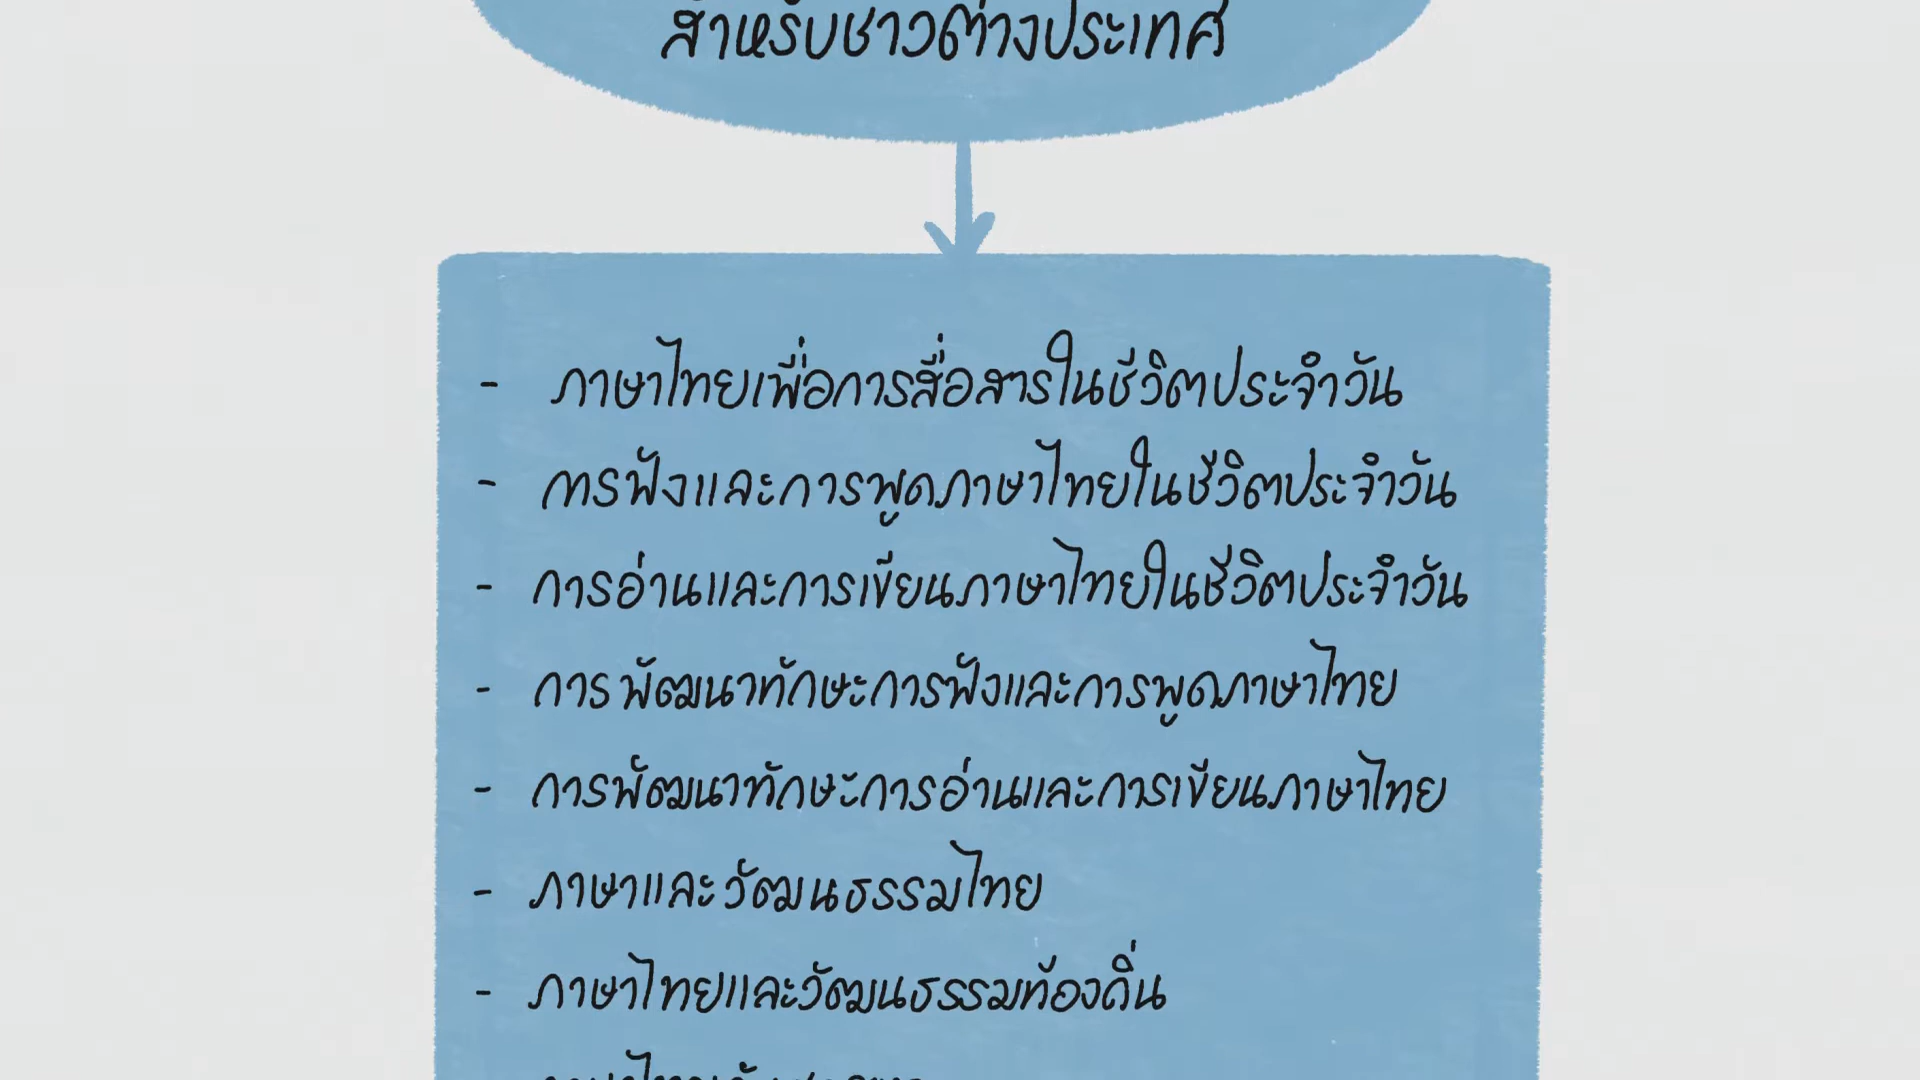 สำหรับชาวต่างประเทศ
- ภาษาไทยเพื่อการสื่อสารในชีวิตประจำวัน
- การฟังและการพูดภาษาไทยในชีวิตประจำวัน
- การอ่านและการเขียนภาษาไทยในชีวิตประจำวัน
- การพัฒนาทักษะการฟังและการพูดภาษาไทย
- การพัฒนาทักษะการอ่านและการเขียนภาษาไทย
- ภาษาและวัฒนธรรมไทย
- ภาษาไทยและวัฒนธรรมท้องถิ่น